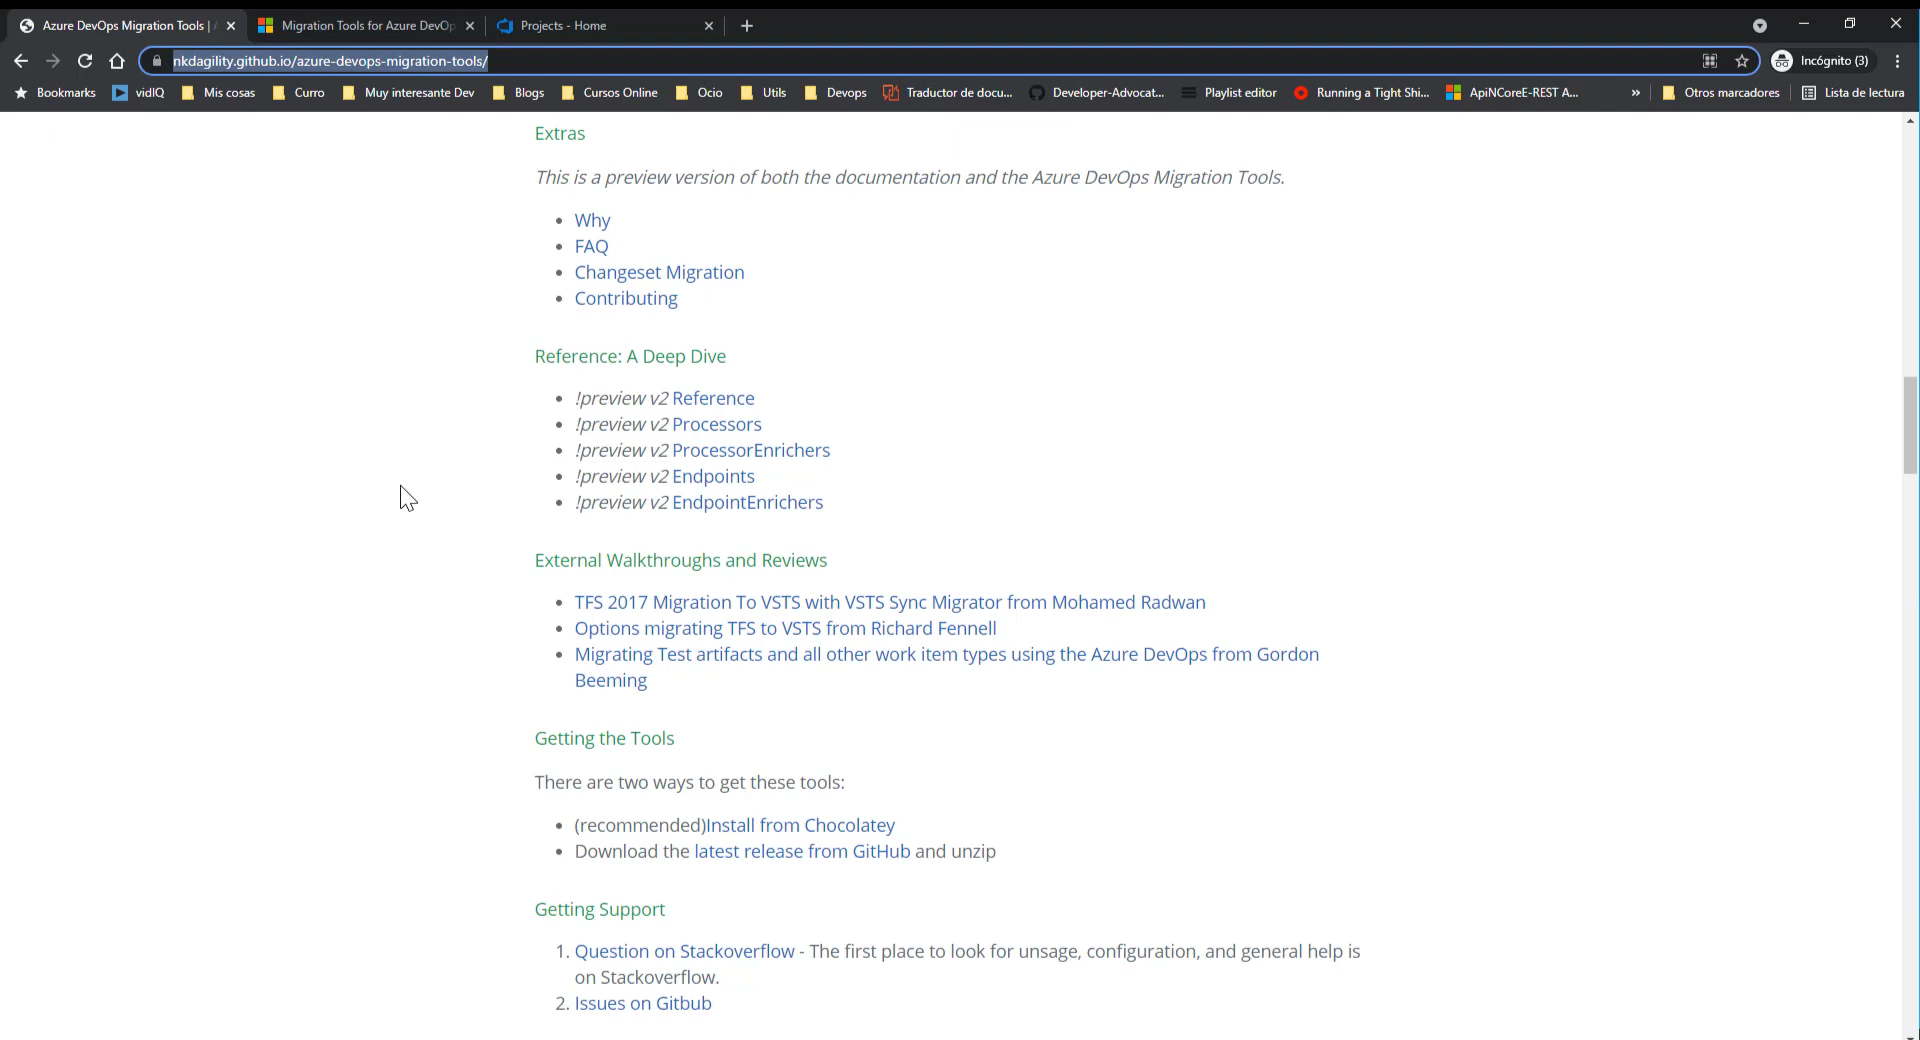 Azure DevOps Migration Tools |
Migration Tools for Azure DevOp
Projects - Home
nkdagility.github.io/azure-devops-migration-tools/
Incógnito (3)
Bookmarks
vidIQ
Mis cosas
Curro
Muy interesante Dev
Blogs
Cursos Online
Ocio
Utils
Devops
Traductor de docu...
Developer-Advocat...
Playlist editor
Running a Tight Shi...
ApiNCoreE-REST A...
»
Otros marcadores
Lista de lectura
Extras
This is a preview version of both the documentation and the Azure DevOps Migration Tools.
• Why
• FAQ
• Changeset Migration
• Contributing
Reference: A Deep Dive
• !preview v2 Reference
• !preview v2 Processors
• !preview v2 ProcessorEnrichers
• !preview v2 Endpoints
• !preview v2 EndpointEnrichers
External Walkthroughs and Reviews
• TFS 2017 Migration To VSTS with VSTS Sync Migrator from Mohamed Radwan
• Options migrating TFS to VSTS from Richard Fennell
• Migrating Test artifacts and all other work item types using the Azure DevOps from Gordon
Beeming
Getting the Tools
There are two ways to get these tools:
• (recommended)Install from Chocolatey
• Download the latest release from GitHub and unzip
Getting Support
1. Question on Stackoverflow - The first place to look for unsage, configuration, and general help is
on Stackoverflow.
2. Issues on Gitbub